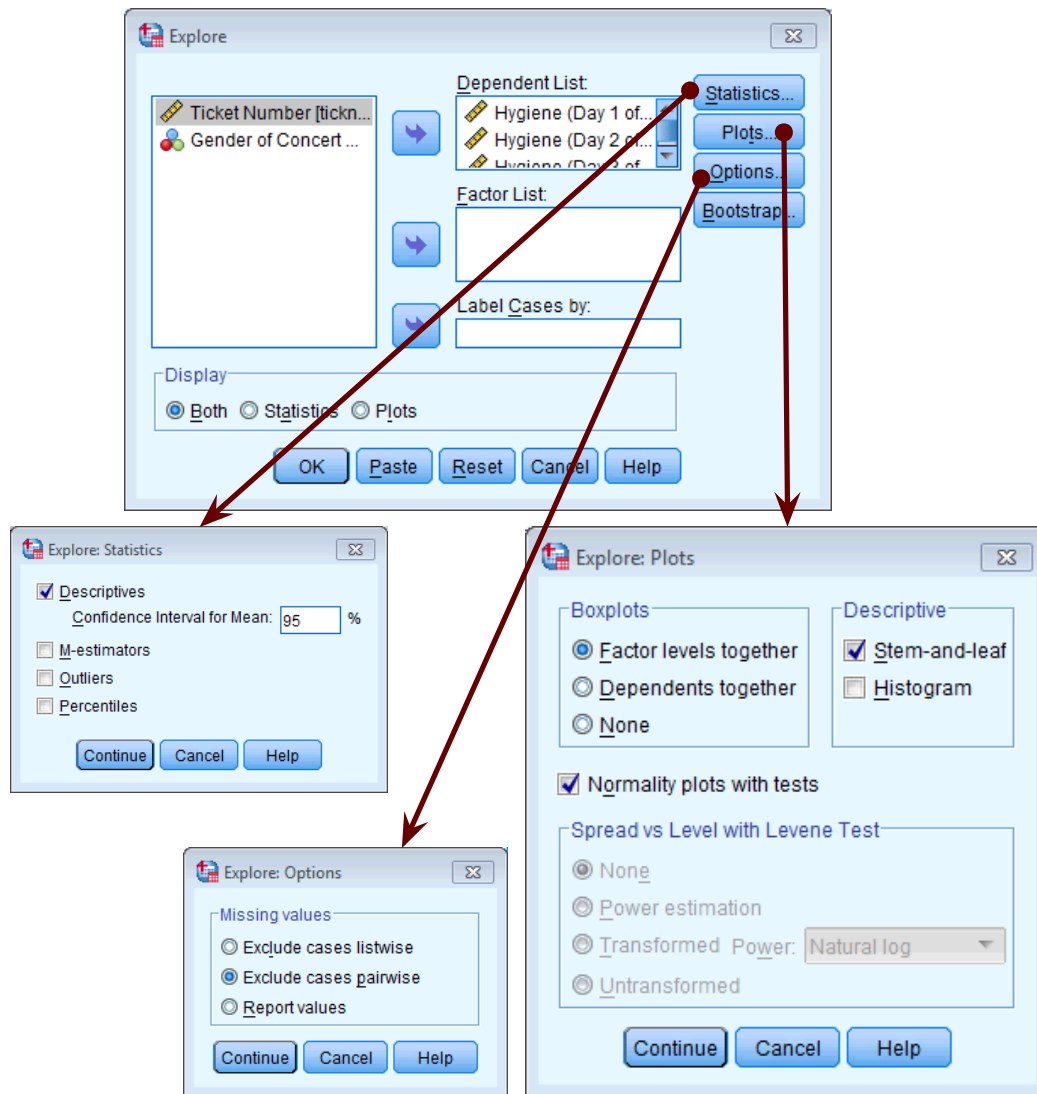 Explore
Dependent List:
Statistics...
Ticket Number [tickn...
Hygiene (Day 1 of...
Gender of Concert ...
Hygiene (Day 2 of...
Plots...
Hygiene (Day 3 of
Options...
Factor List:
Bootstrap...
Label Cases by:
Display
Both Statistics Plots
OK Paste Reset Cancel Help
Explore: Statistics
Descriptives
Confidence Interval for Mean: 95 %
M-estimators
Outliers
Percentiles
Continue Cancel Help
Explore: Plots
Boxplots
Factor levels together
Dependents together
None
Descriptive
Stem-and-leaf
Histogram
Normality plots with tests
Spread vs Level with Levene Test
None
Power estimation
Transformed Power: Natural log
Untransformed
Continue Cancel Help
Explore: Options
Missing values
Exclude cases listwise
Exclude cases pairwise
Report values
Continue Cancel Help